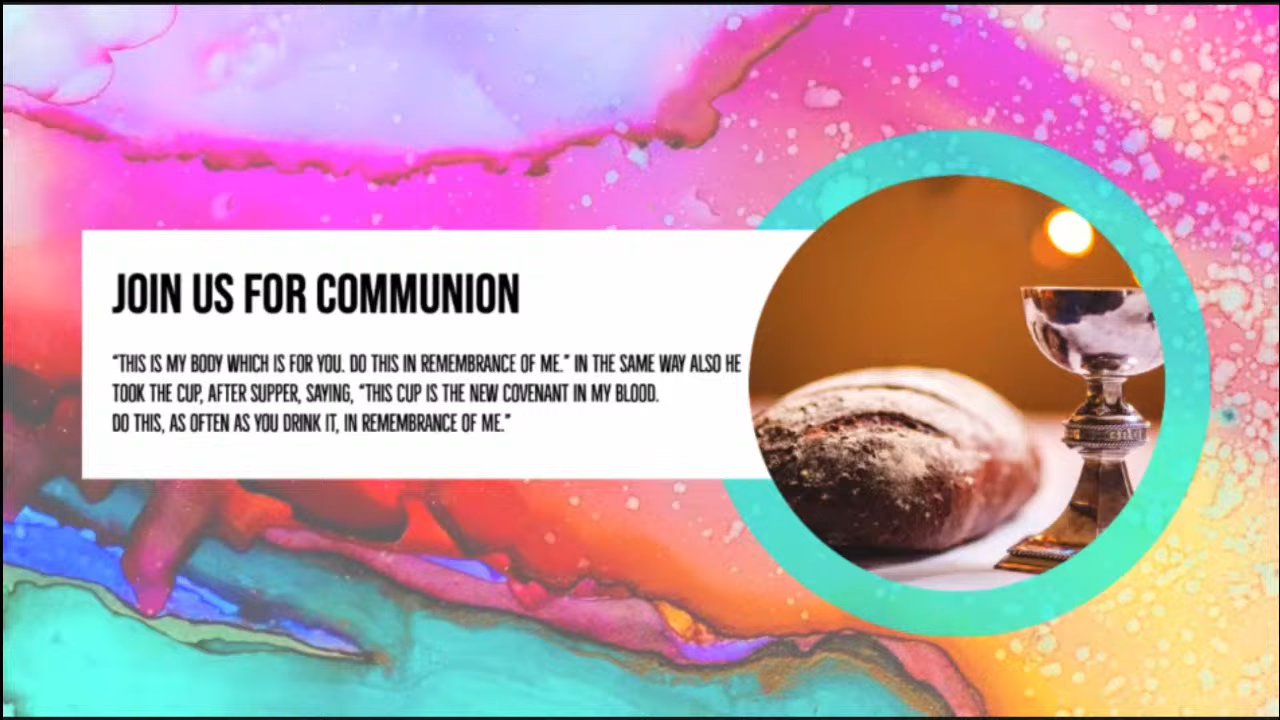 JOIN US FOR COMMUNION
“THIS IS MY BODY WHICH IS FOR YOU. DO THIS IN REMEMBRANCE OF ME.” IN THE SAME WAY ALSO HE
TOOK THE CUP, AFTER SUPPER, SAYING, “THIS CUP IS THE NEW COVENANT IN MY BLOOD.
DO THIS, AS OFTEN AS YOU DRINK IT, IN REMEMBRANCE OF ME.”